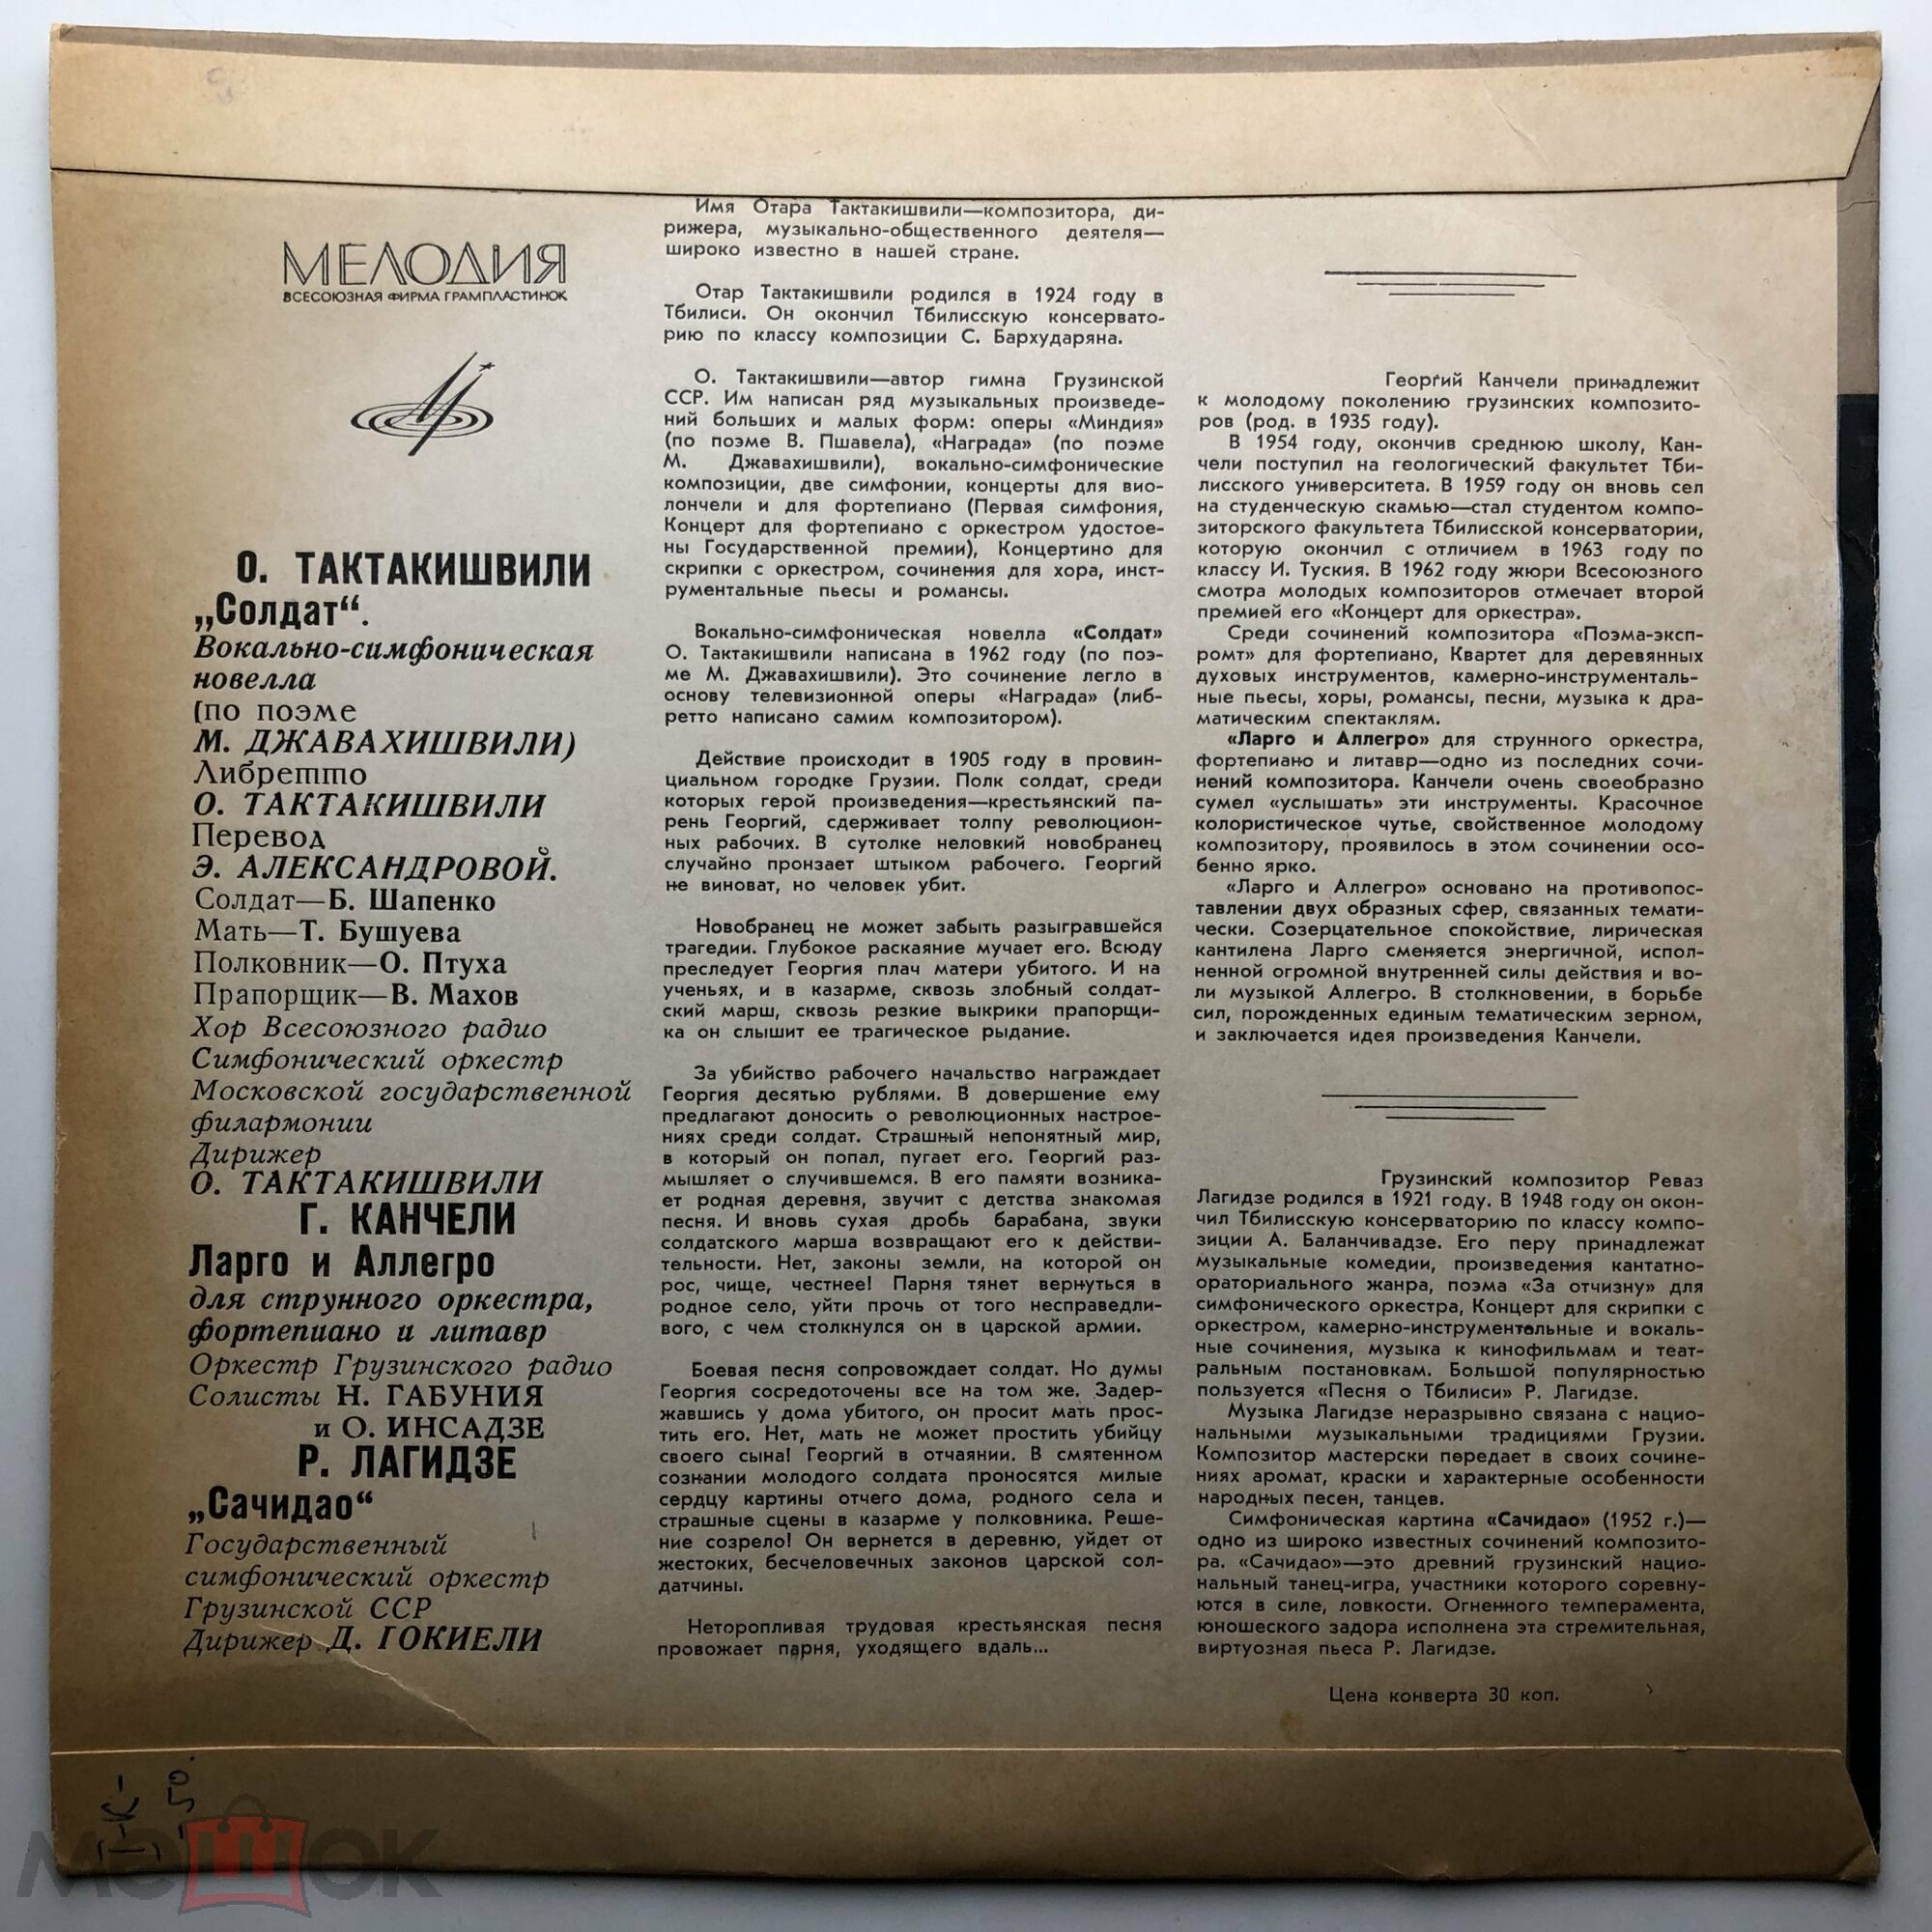 МЕЛОДИЯ
ВСЕСОЮЗНАЯ ФИРМА ГРАМПЛАСТИНОК
О. ТАКТАКИШВИЛИ
„Солдат“.
Вокально-симфоническая
новелла
(по поэме
М. ДЖАВАХИШВИЛИ)
Либретто
О. ТАКТАКИШВИЛИ
Перевод
Э. АЛЕКСАНДРОВОЙ.
Солдат—Б. Шапенко
Мать—Т. Бушуева
Полковник—О. Птуха
Прапорщик—В. Махов
Хор Всесоюзного радио
Симфонический оркестр
Московской государственной
филармонии
Дирижер
О. ТАКТАКИШВИЛИ
Г. КАНЧЕЛИ
Ларго и Аллегро
для струнного оркестра,
фортепиано и литавр
Оркестр Грузинского радио
Солисты Н. ГАБУНИЯ
и О. ИНСАДЗЕ
Р. ЛАГИДЗЕ
„Сачидао“
Государственный
симфонический оркестр
Грузинской ССР
Дирижер Д. ГОКИЕЛИ
Имя Отара Тактакишвили—композитора, ди-
рижера, музыкально-общественного деятеля—
широко известно в нашей стране.
Отар Тактакишвили родился в 1924 году в
Тбилиси. Он окончил Тбилисскую консервато-
рию по классу композиции С. Бархударяна.
О. Тактакишвили—автор гимна Грузинской
ССР. Им написан ряд музыкальных произведе-
ний больших и малых форм: оперы «Миндия»
(по поэме В. Пшавела), «Награда» (по поэме
М. Джавахишвили), вокально-симфонические
композиции, две симфонии, концерты для вио-
лончели и для фортепиано (Первая симфония,
Концерт для фортепиано с оркестром удостое-
ны Государственной премии), Концертино для
скрипки с оркестром, сочинения для хора, инст-
рументальные пьесы и романсы.
Вокально-симфоническая новелла «Солдат»
О. Тактакишвили написана в 1962 году (по поэ-
ме М. Джавахишвили). Это сочинение легло в
основу телевизионной оперы «Награда» (либ-
ретто написано самим композитором).
Действие происходит в 1905 году в провин-
циальном городке Грузии. Полк солдат, среди
которых герой произведения—крестьянский па-
рень Георгий, сдерживает толпу революцион-
ных рабочих. В сутолке неловкий новобранец
случайно пронзает штыком рабочего. Георгий
не виноват, но человек убит.
Новобранец не может забыть разыгравшейся
трагедии. Глубокое раскаяние мучает его. Всюду
преследует Георгия плач матери убитого. И на
ученьях, и в казарме, сквозь злобный солдат-
ский марш, сквозь резкие выкрики прапорщи-
ка он слышит ее трагическое рыдание.
За убийство рабочего начальство награждает
Георгия десятью рублями. В довершение ему
предлагают доносить о революционных настрое-
ниях среди солдат. Страшный непонятный мир,
в который он попал, пугает его. Георгий раз-
мышляет о случившемся. В его памяти возника-
ет родная деревня, звучит с детства знакомая
песня. И вновь сухая дробь барабана, звуки
солдатского марша возвращают его к действи-
тельности. Нет, законы земли, на которой он
рос, чище, честнее! Парня тянет вернуться в
родное село, уйти прочь от того несправедли-
вого, с чем столкнулся он в царской армии.
Боевая песня сопровождает солдат. Но думы
Георгия сосредоточены все на том же. Задер-
жавшись у дома убитого, он просит мать прос-
тить его. Нет, мать не может простить убийцу
своего сына! Георгий в отчаянии. В смятенном
сознании молодого солдата проносятся милые
сердцу картины отчего дома, родного села и
страшные сцены в казарме у полковника. Реше-
ние созрело! Он вернется в деревню, уйдет от
жестоких, бесчеловечных законов царской сол-
датчины.
Неторопливая трудовая крестьянская песня
провожает парня, уходящего вдаль...
Георгий Канчели принадлежит
к молодому поколению грузинских композито-
ров (род. в 1935 году).
В 1954 году, окончив среднюю школу, Кан-
чели поступил на геологический факультет Тби-
лисского университета. В 1959 году он вновь сел
на студенческую скамью—стал студентом компо-
зиторского факультета Тбилисской консерватории,
которую окончил с отличием в 1963 году по
классу И. Туския. В 1962 году жюри Всесоюзного
смотра молодых композиторов отмечает второй
премией его «Концерт для оркестра».
Среди сочинений композитора «Поэма-эксп-
ромт» для фортепиано, Квартет для деревянных
духовых инструментов, камерно-инструменталь-
ные пьесы, хоры, романсы, песни, музыка к дра-
матическим спектаклям.
«Ларго и Аллегро» для струнного оркестра,
фортепиано и литавр—одно из последних сочи-
нений композитора. Канчели очень своеобразно
сумел «услышать» эти инструменты. Красочное
колористическое чутье, свойственное молодому
композитору, проявилось в этом сочинении осо-
бенно ярко.
«Ларго и Аллегро» основано на противопос-
тавлении двух образных сфер, связанных темати-
чески. Созерцательное спокойствие, лирическая
кантилена Ларго сменяется энергичной, испол-
ненной огромной внутренней силы действия и во-
ли музыкой Аллегро. В столкновении, в борьбе
сил, порожденных единым тематическим зерном,
и заключается идея произведения Канчели.
Грузинский композитор Реваз
Лагидзе родился в 1921 году. В 1948 году он окон-
чил Тбилисскую консерваторию по классу компо-
зиции А. Баланчивадзе. Его перу принадлежат
музыкальные комедии, произведения кантатно-
ораториального жанра, поэма «За отчизну» для
симфонического оркестра, Концерт для скрипки с
оркестром, камерно-инструментальные и вокаль-
ные сочинения, музыка к кинофильмам и теат-
ральным постановкам. Большой популярностью
пользуется «Песня о Тбилиси» Р. Лагидзе.
Музыка Лагидзе неразрывно связана с нацио-
нальными музыкальными традициями Грузии.
Композитор мастерски передает в своих сочине-
ниях аромат, краски и характерные особенности
народных песен, танцев.
Симфоническая картина «Сачидао» (1952 г.)—
одно из широко известных сочинений композито-
ра. «Сачидао»—это древний грузинский нацио-
нальный танец-игра, участники которого соревну-
ются в силе, ловкости. Огненного темперамента,
юношеского задора исполнена эта стремительная,
виртуозная пьеса Р. Лагидзе.
Цена конверта 30 коп.
мешок